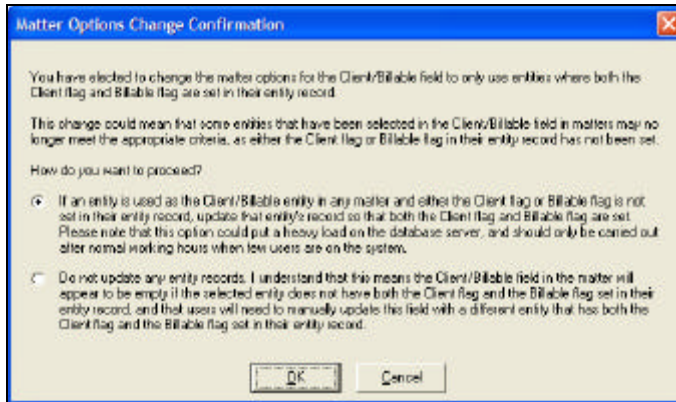 Matter Options Change Confirmation
You have elected to change the matter options for the Client/Billable field to only use entities where both the
Client flag and Billable flag are set in their entity record.
This change could mean that some entities that have been selected in the Client/Billable field in matters may no
longer meet the appropriate criteria, as either the Client flag or Billable flag in their entity record has not been set.
How do you want to proceed?
If an entity is used as the Client/Billable entity in any matter and either the Client flag or Billable flag is not
set in their entity record, update that entity's record so that both the Client flag and Billable flag are set.
Please note that this option could put a heavy load on the database server, and should only be carried out
after normal working hours when few users are on the system.
Do not update any entity records. I understand that this means the Client/Billable field in the matter will
appear to be empty if the selected entity does not have both the Client flag and the Billable flag set in their
entity record, and that users will need to manually update this field with a different entity that has both the
Client flag and the Billable flag set in their entity record.
OK
Cancel